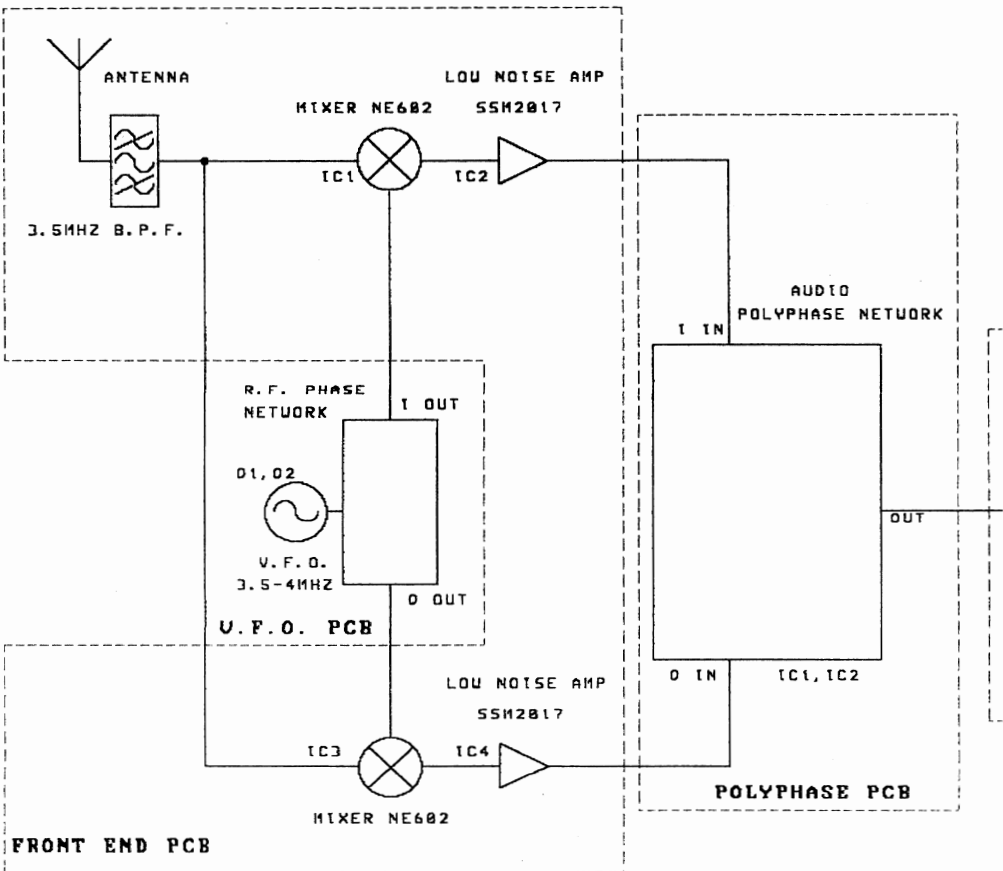 ANTENNA
LOW NOISE AMP
SSM2017
MIXER NE602
IC1
IC2
3.5MHZ B.P.F.
AUDIO
POLYPHASE NETWORK
I IN
R.F. PHASE
NETWORK
I OUT
Q1,Q2
V.F.O.
3.5-4MHZ
Q OUT
V.F.O. PCB
OUT
Q IN
IC1,IC2
LOW NOISE AMP
SSM2017
IC3
IC4
MIXER NE602
POLYPHASE PCB
FRONT END PCB